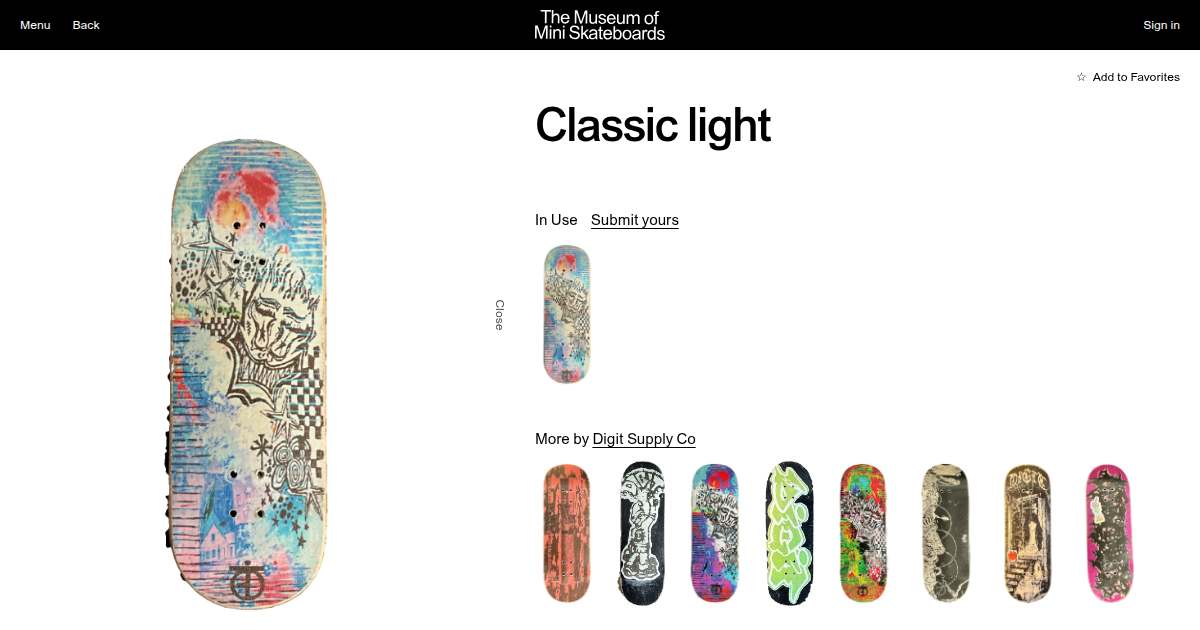 Menu
Back
The Museum of
Mini Skateboards
Sign in
☆ Add to Favorites
Classic light
In Use Submit yours
Close
More by Digit Supply Co